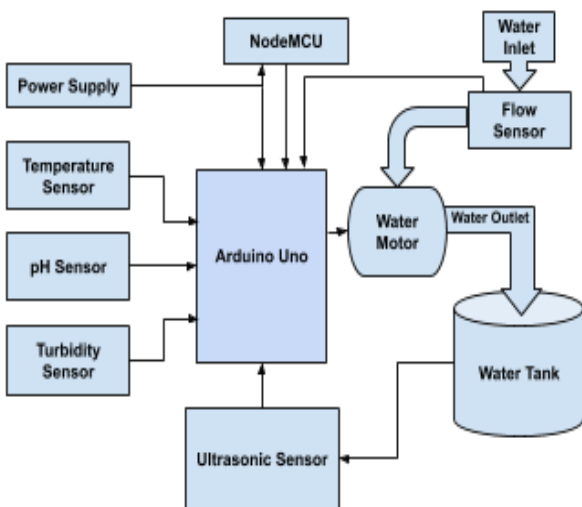 NodeMCU
Water
Inlet
Power Supply
Flow
Sensor
Temperature
Sensor
Water
Motor
Water Outlet
pH Sensor
Arduino Uno
Turbidity
Sensor
Water Tank
Ultrasonic Sensor